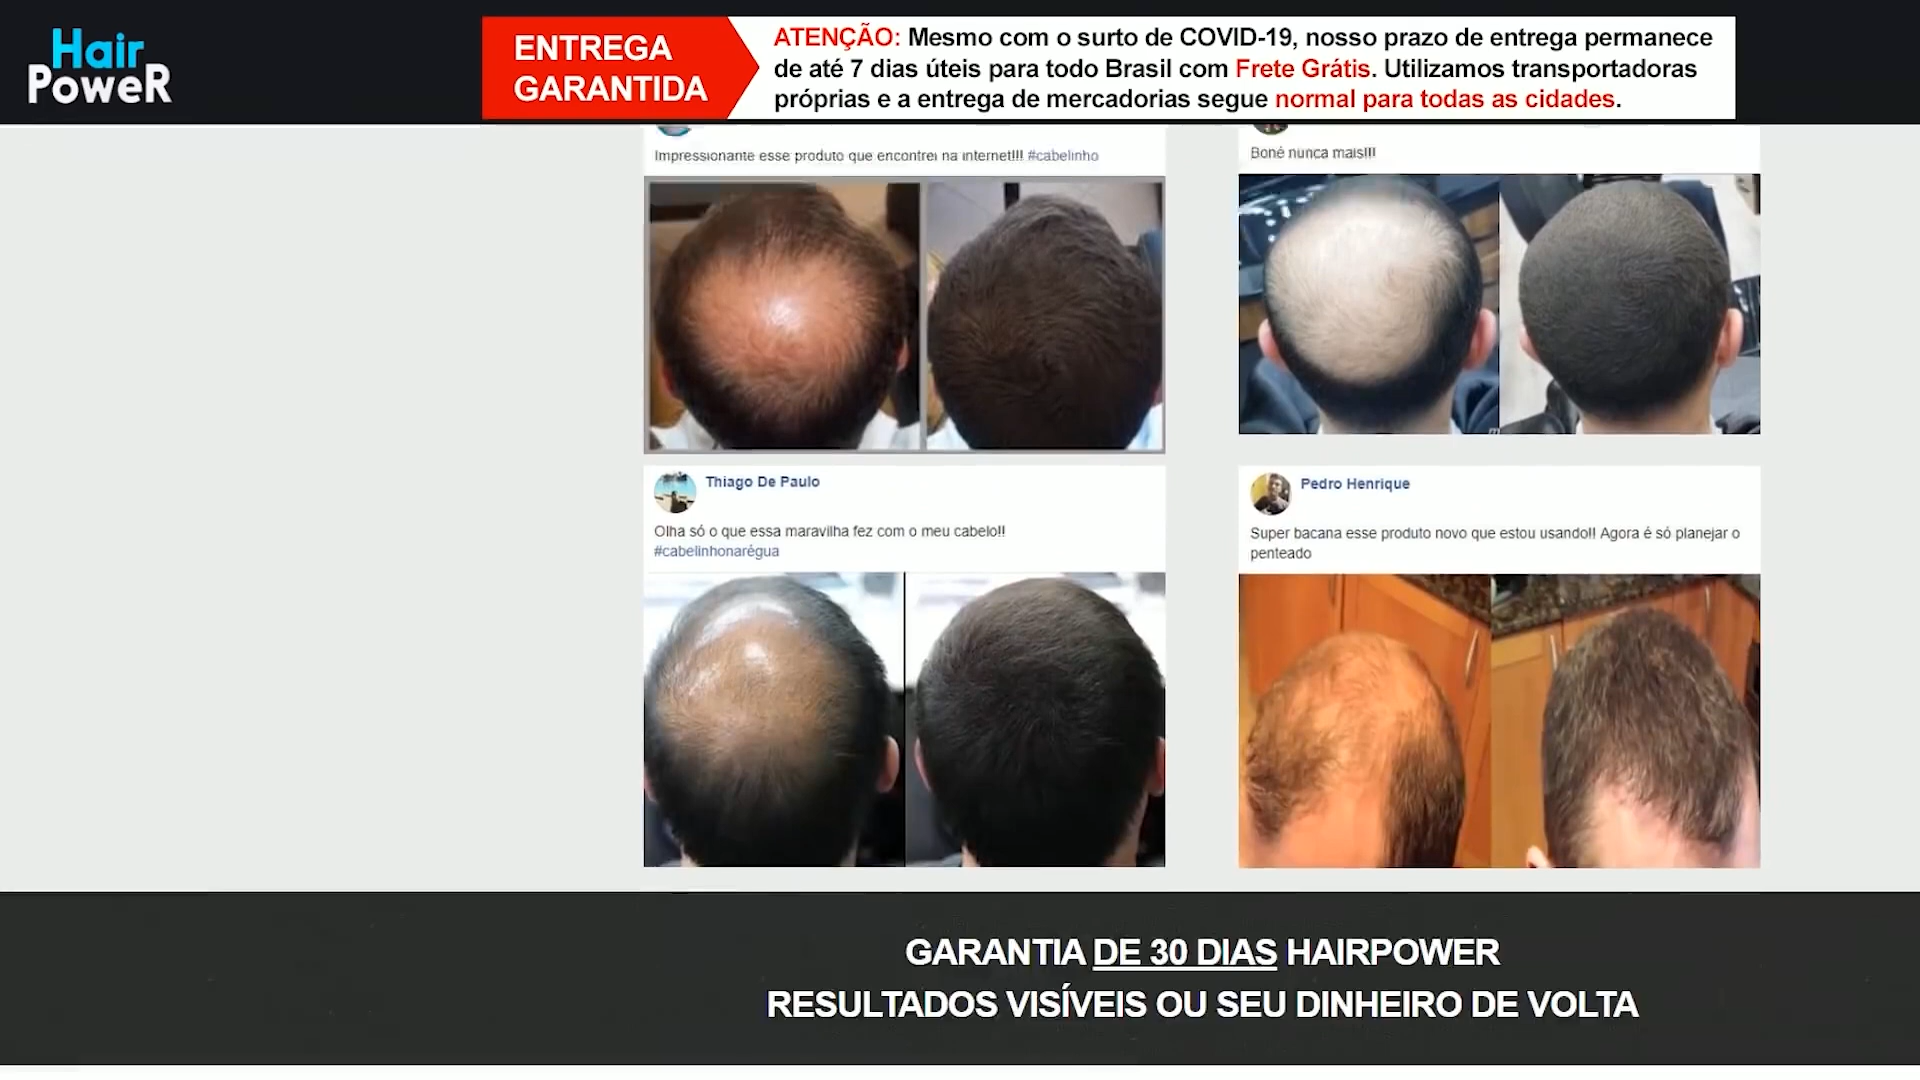 Hair
PoweR
ENTREGA
GARANTIDA
ATENÇÃO: Mesmo com o surto de COVID-19, nosso prazo de entrega permanece
de até 7 dias úteis para todo Brasil com Frete Grátis. Utilizamos transportadoras
próprias e a entrega de mercadorias segue normal para todas as cidades.
Impressionante esse produto que encontrei na internet!!! #cabelinho
Boné nunca mais!!!
Thiago De Paulo
Olha só o que essa maravilha fez com o meu cabelo!!
#cabelinhonarégua
Pedro Henrique
Super bacana esse produto novo que estou usando!! Agora é só planejar o
penteado
GARANTIA DE 30 DIAS HAIRPOWER
RESULTADOS VISÍVEIS OU SEU DINHEIRO DE VOLTA